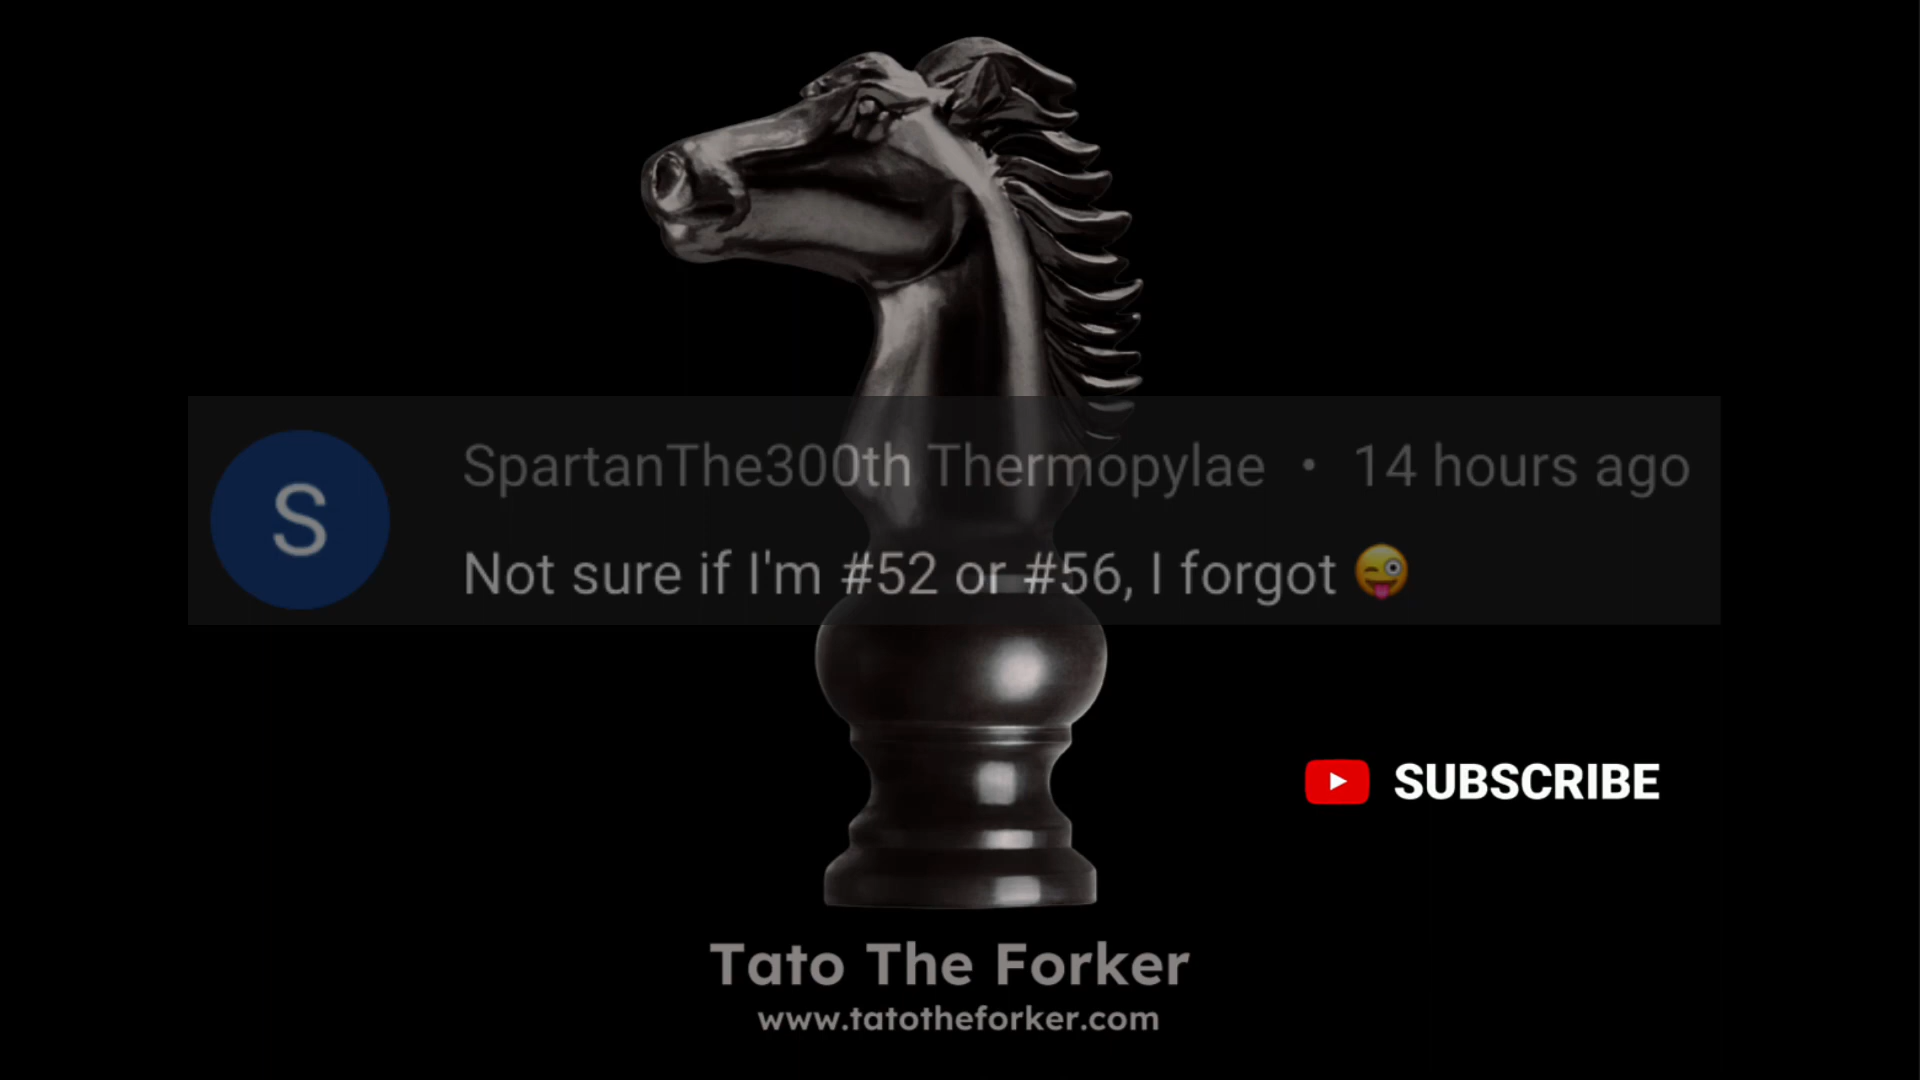 S
SpartanThe300th Thermopylae • 14 hours ago
Not sure if I'm #52 or #56, I forgot 😜
SUBSCRIBE
Tato The Forker
www.tatotheforker.com